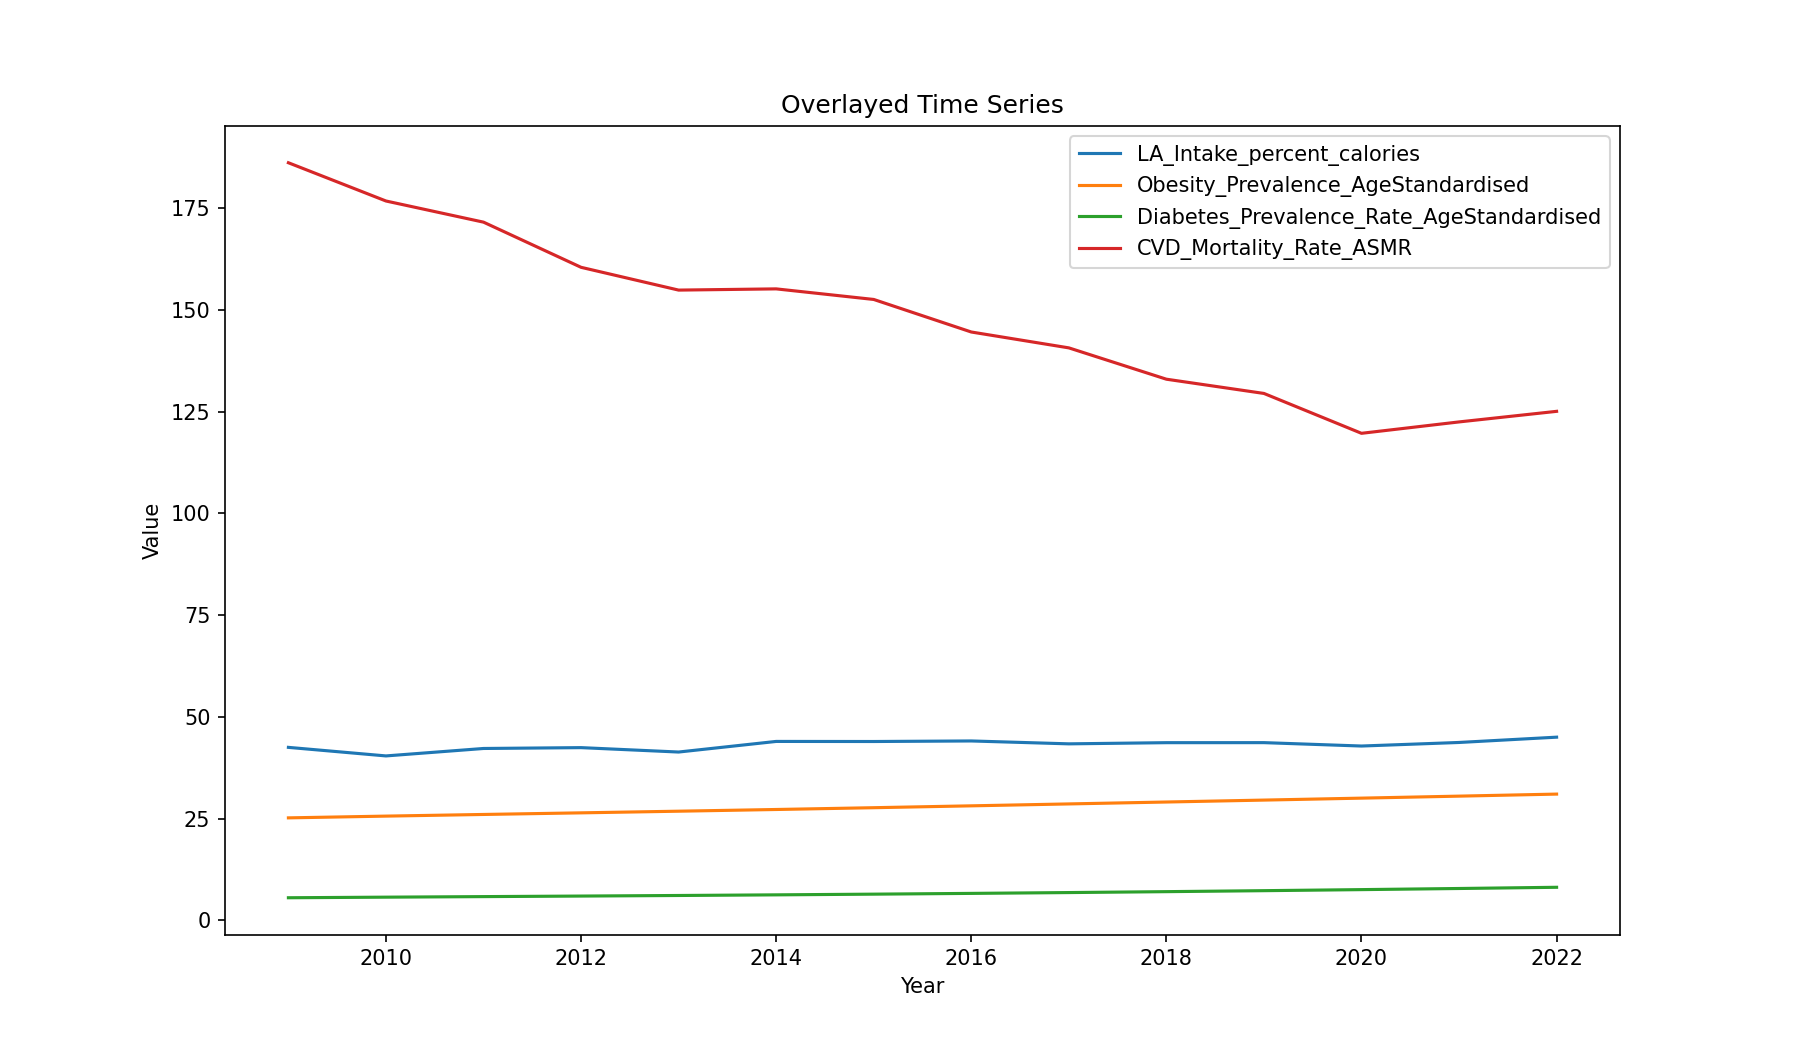 Overlayed Time Series
LA_Intake_percent_calories
Obesity_Prevalence_AgeStandardised
Diabetes_Prevalence_Rate_AgeStandardised
CVD_Mortality_Rate_ASMR
175
150
125
100
75
50
25
0
Value
2010 2012 2014 2016 2018 2020 2022
Year